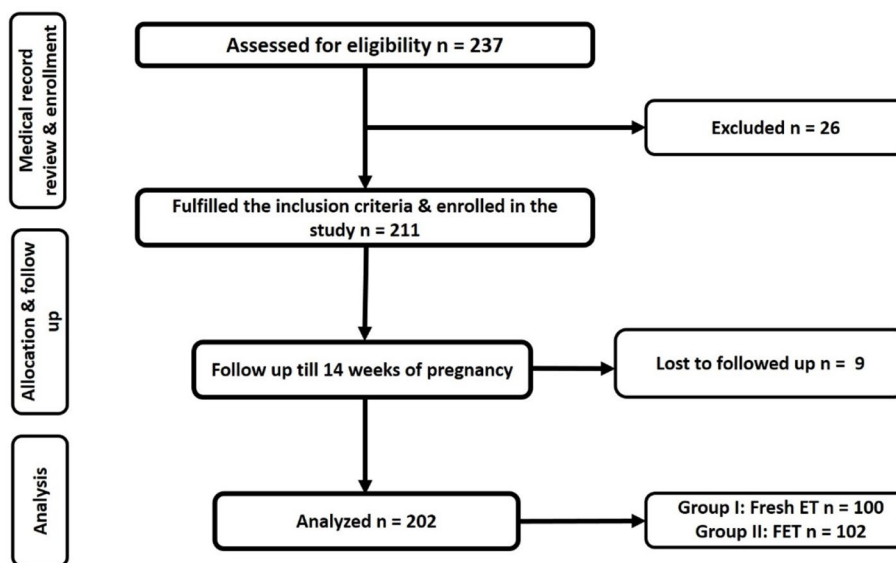 Medical record
review & enrollment
Assessed for eligibility n = 237
Excluded n = 26
Fulfilled the inclusion criteria & enrolled in the
study n = 211
Allocation & follow
up
Follow up till 14 weeks of pregnancy
Lost to followed up n =  9
Analysis
Analyzed n = 202
Group I: Fresh ET n = 100
Group II: FET n = 102